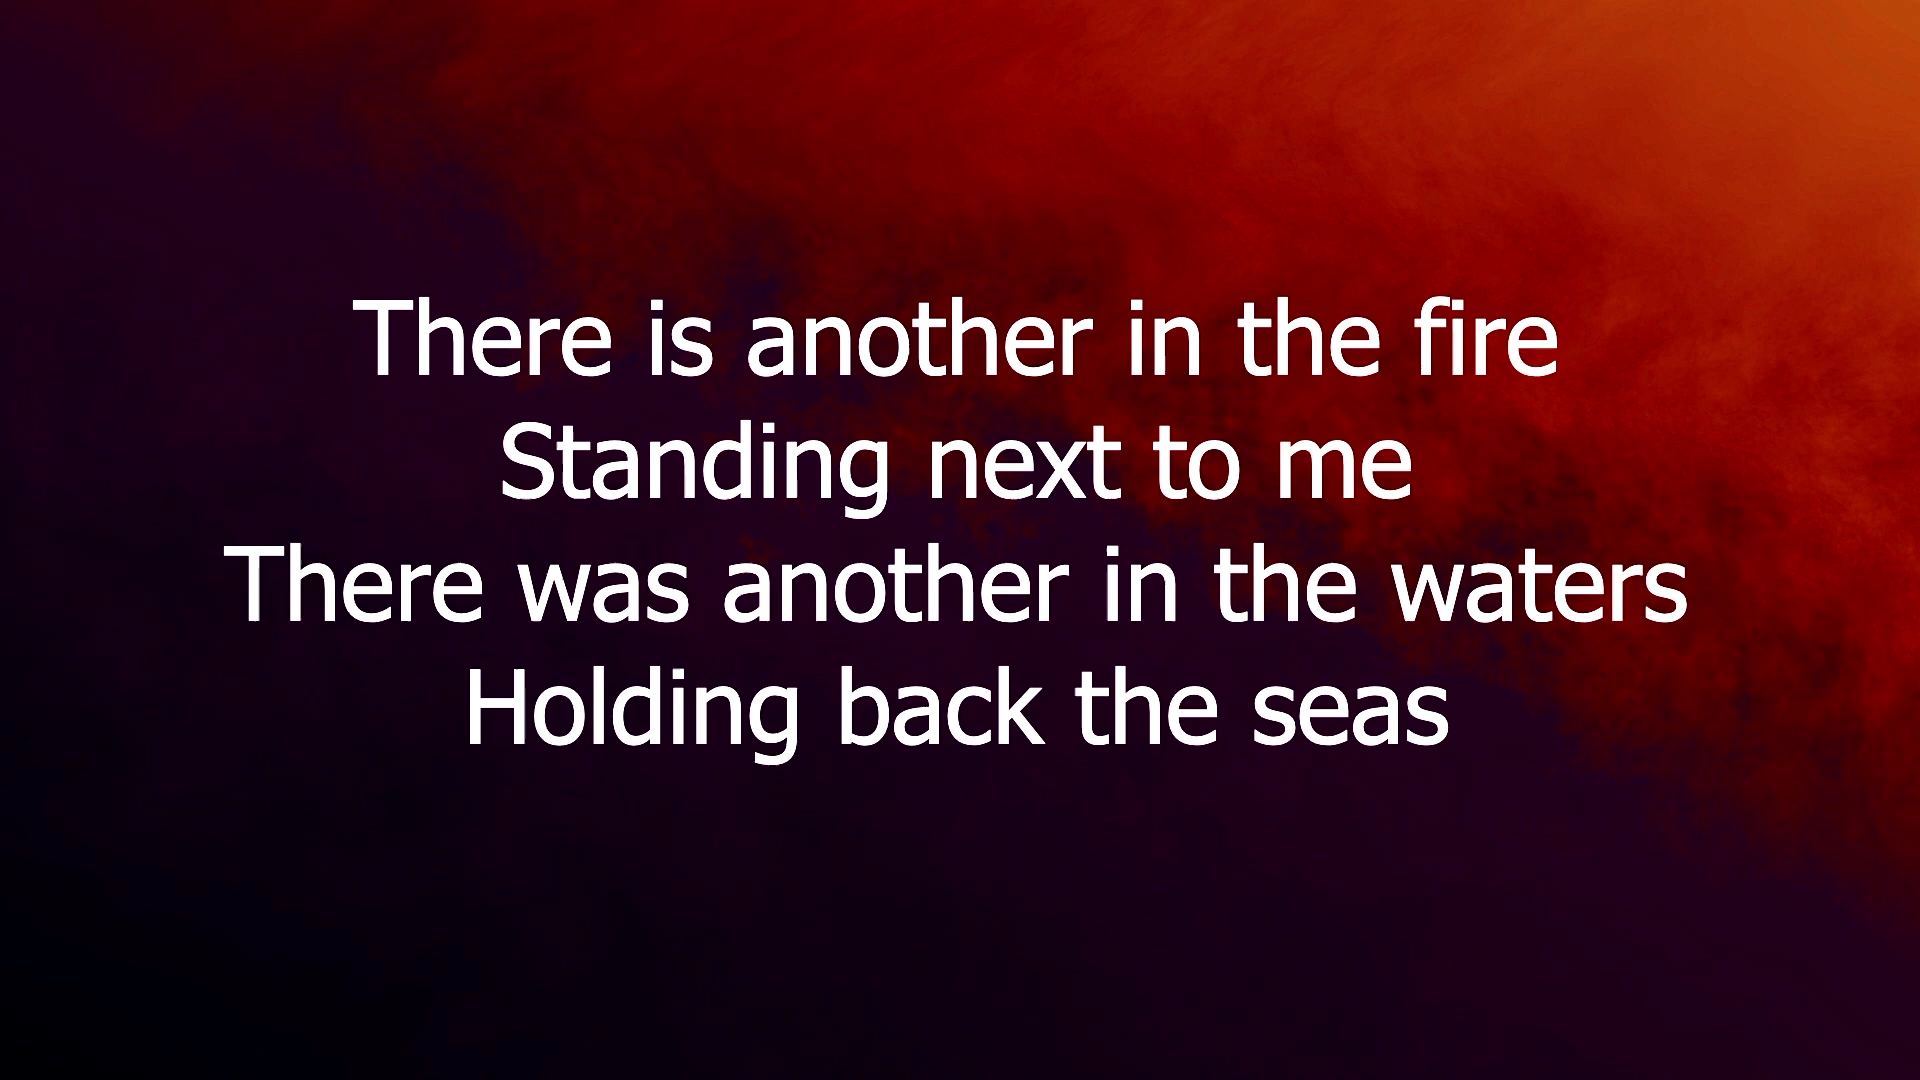 There is another in the fire
Standing next to me
There was another in the waters
Holding back the seas